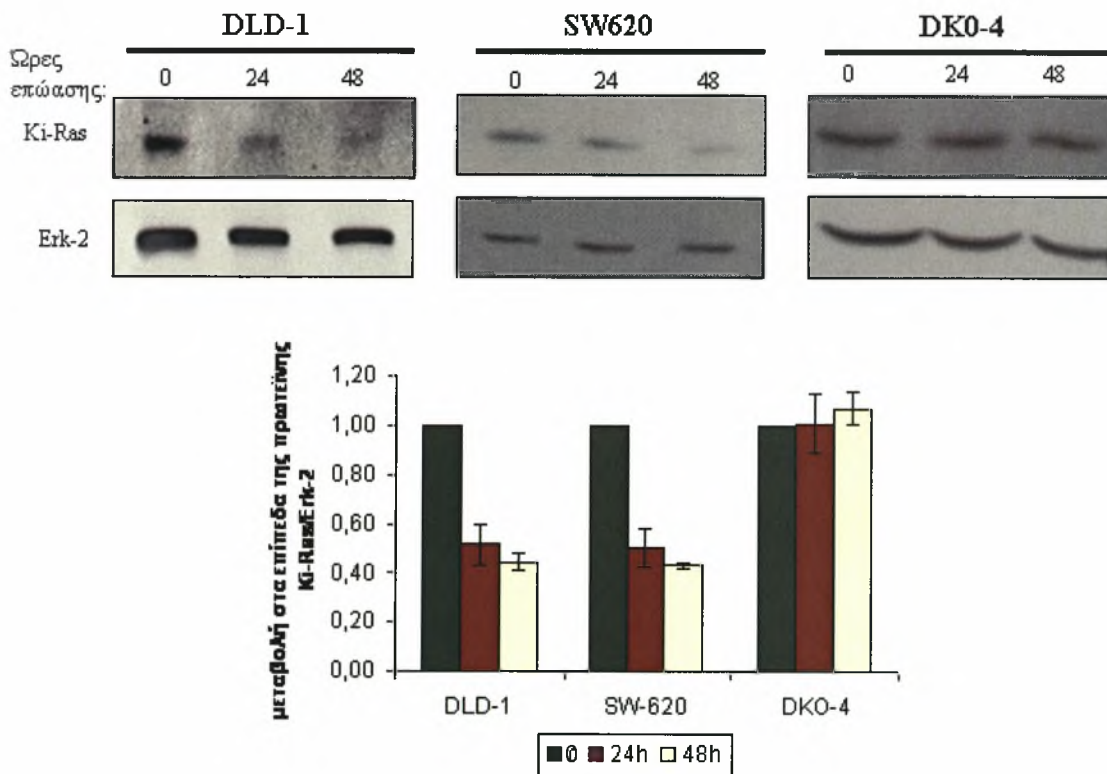 DLD-1 SW620 DK0-4
Ώρες
επώασης:
0 24 48 0 24 48 0 24 48
Ki-Ras
Erk-2
μεταβολή στα επίπεδα της πρωτεΐνης
Ki-Ras/Erk-2
1,20
1,00
0,80
0,60
0,40
0,20
0,00
DLD-1 SW-620 DKO-4
0 24h 48h